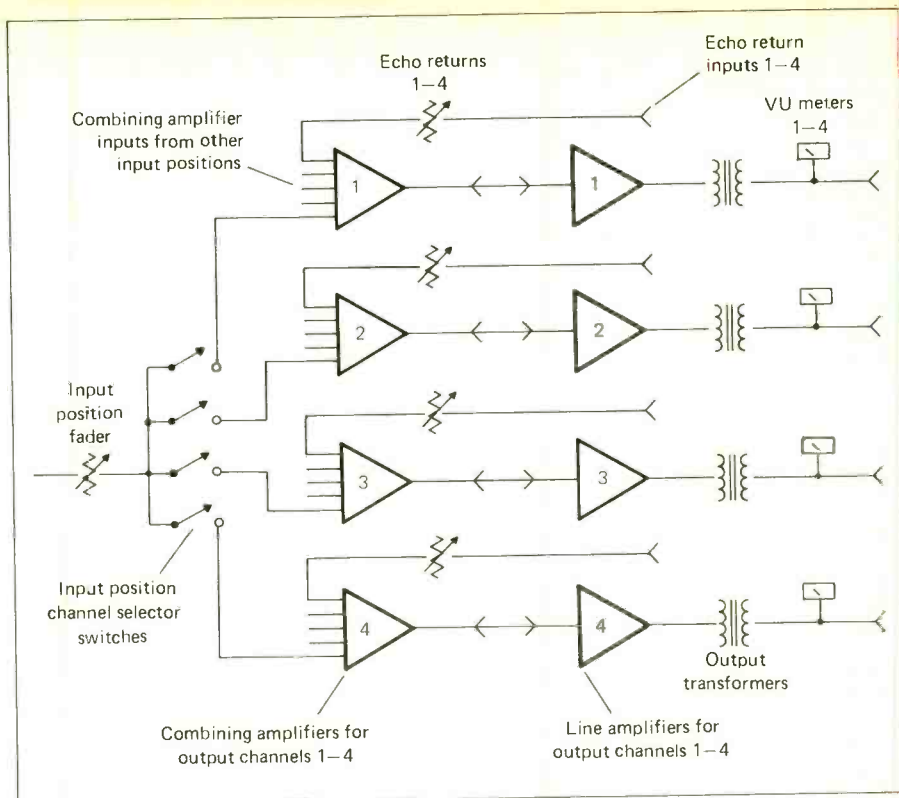 Echo returns
1–4
Echo return
inputs 1–4
VU meters
1–4
Combining amplifier
inputs from other
input positions
1
1
2
2
Input
position
fader
3
3
Input position
channel selector
switches
4
4
Output
transformers
Combining amplifiers for
output channels 1–4
Line amplifiers for
output channels 1–4